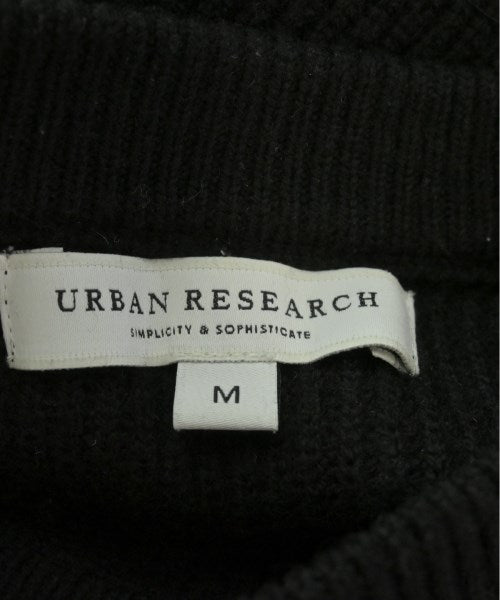 URBAN RESEARCH
SIMPLICITY & SOPHISTICATE
M